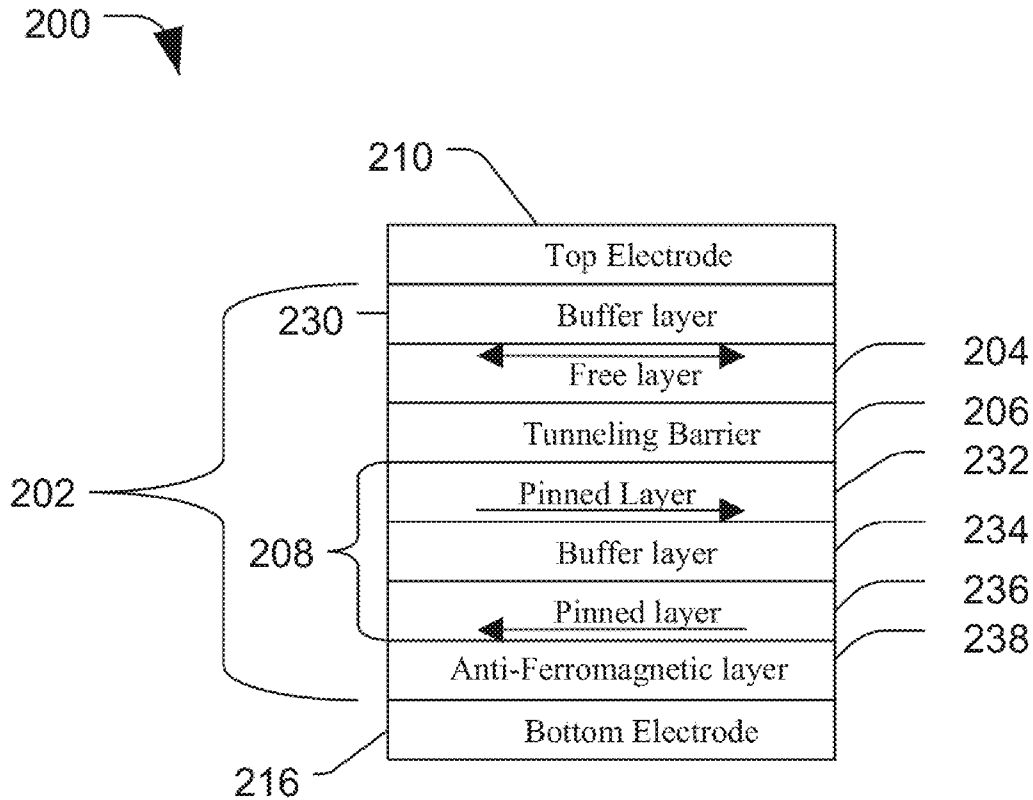 200
210
Top Electrode
230
Buffer layer
Free layer
204
Tunneling Barrier
206
Pinned Layer
232
202
Buffer layer
234
208
Pinned layer
236
Anti-Ferromagnetic layer
238
Bottom Electrode
216